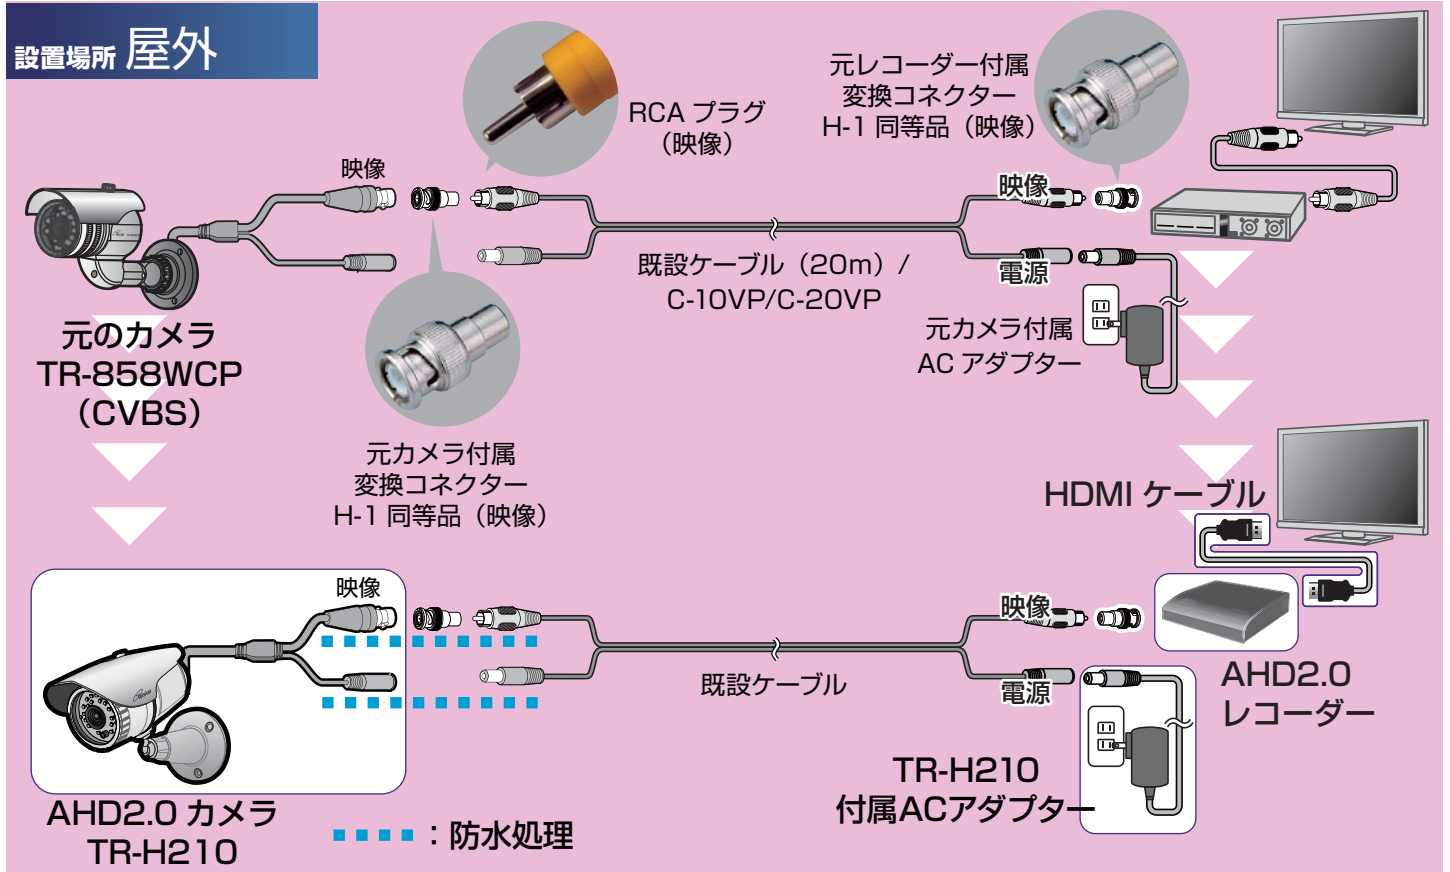 設置場所 屋外
RCA プラグ
（映像）
元レコーダー付属
変換コネクター
H-1 同等品（映像）
映像
映像
既設ケーブル（20m）/
C-10VP/C-20VP
電源
元カメラ付属
AC アダプター
元のカメラ
TR-858WCP
（CVBS）
元カメラ付属
変換コネクター
H-1 同等品（映像）
HDMI ケーブル
映像
映像
既設ケーブル
電源
AHD2.0
レコーダー
TR-H210
付属ACアダプター
AHD2.0 カメラ
TR-H210
：防水処理